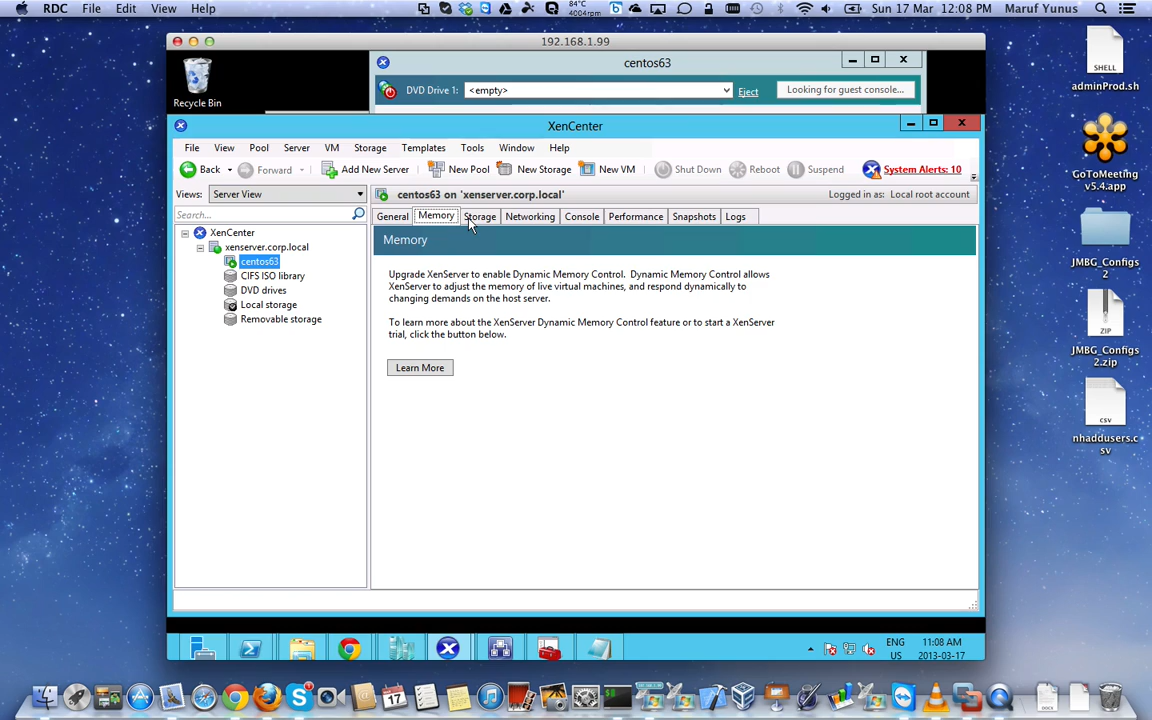 RDC File Edit View Window Help
84°C
4004rpm
Sun 17 Mar 12:08 PM Maruf Yunus
192.168.1.99
Recycle Bin
centos63
DVD Drive 1: <empty> Eject Looking for guest console...
XenCenter
File View Pool Server VM Storage Templates Tools Window Help
Back Forward Add New Server New Pool New Storage New VM Shut Down Reboot Suspend System Alerts: 10
Views: Server View
centos63 on 'xenserver.corp.local' Logged in as: Local root account
Search...
General Memory Storage Networking Console Performance Snapshots Logs
XenCenter
xenserver.corp.local
centos63
CIFS ISO library
DVD drives
Local storage
Removable storage
Memory
Upgrade XenServer to enable Dynamic Memory Control. Dynamic Memory Control allows
XenServer to adjust the memory of live virtual machines, and respond dynamically to
changing demands on the host server.
To learn more about the XenServer Dynamic Memory Control feature or to start a XenServer
trial, click the button below.
Learn More
ENG
US
11:08 AM
2013-03-17
SHELL
adminProd.sh
GoToMeeting
v5.4.app
JMBG_Configs
2
ZIP
JMBG_Configs
2.zip
csv
nhaddusers.c
sv